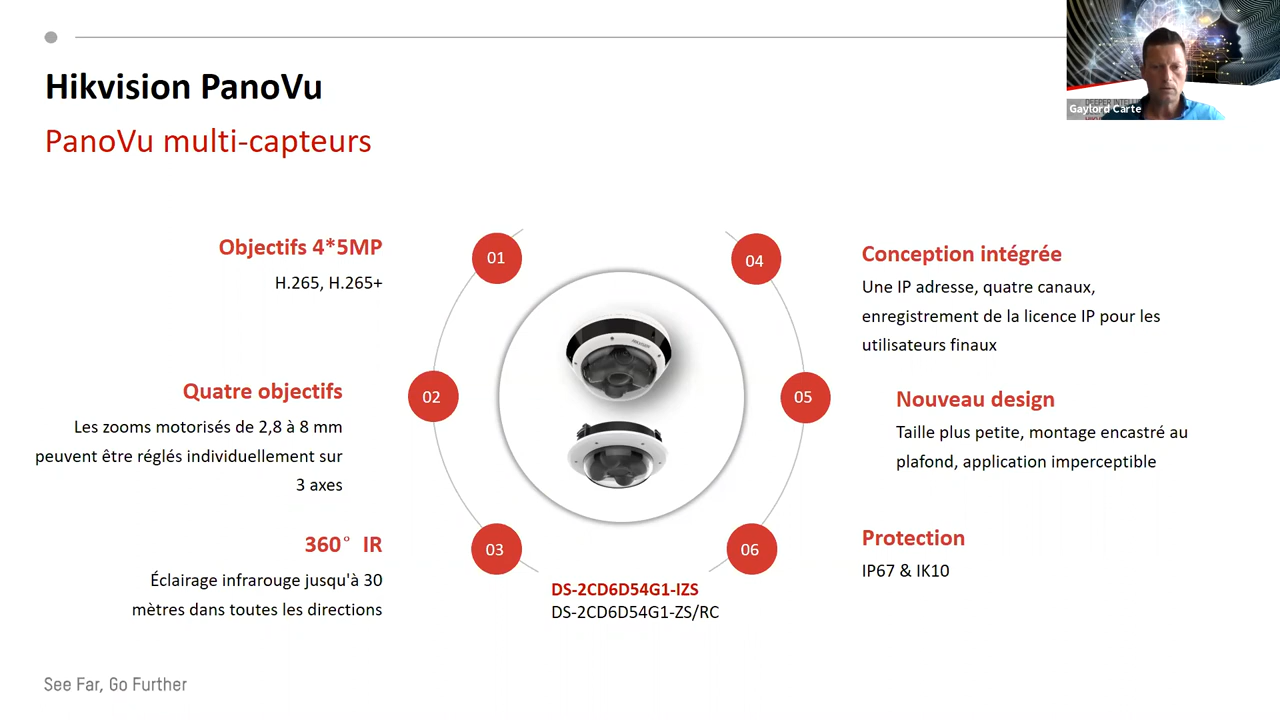 Hikvision PanoVu
PanoVu multi-capteurs
Gaylord Carte
Objectifs 4*5MP
H.265, H.265+
01
Quatre objectifs
Les zooms motorisés de 2,8 à 8 mm
peuvent être réglés individuellement sur
3 axes
02
360° IR
Éclairage infrarouge jusqu'à 30
mètres dans toutes les directions
03
04
Conception intégrée
Une IP adresse, quatre canaux,
enregistrement de la licence IP pour les
utilisateurs finaux
05
Nouveau design
Taille plus petite, montage encastré au
plafond, application imperceptible
06
Protection
IP67 & IK10
DS-2CD6D54G1-IZS
DS-2CD6D54G1-ZS/RC
See Far, Go Further